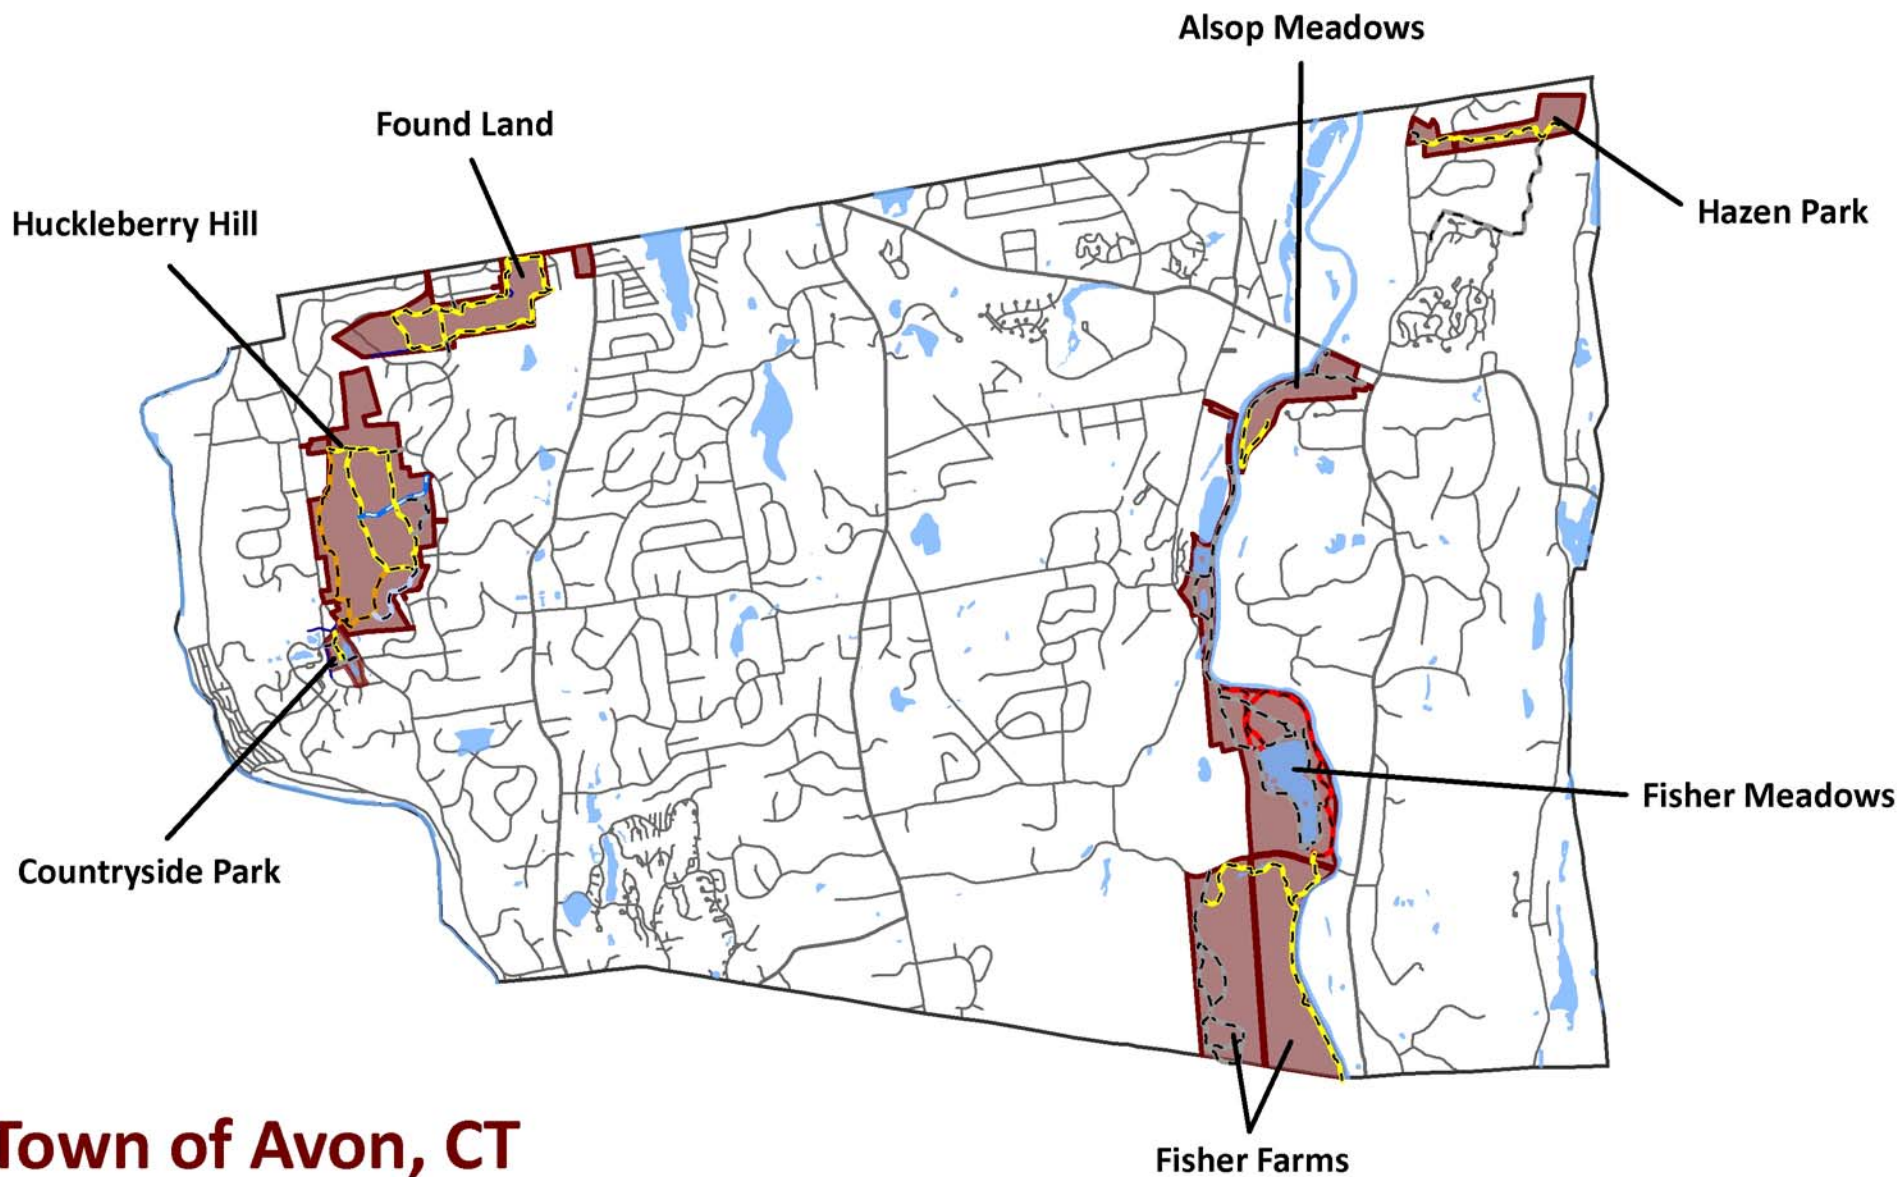 Alsop Meadows
Found Land
Hazen Park
Huckleberry Hill
Fisher Meadows
Countryside Park
Fisher Farms
Town of Avon, CT